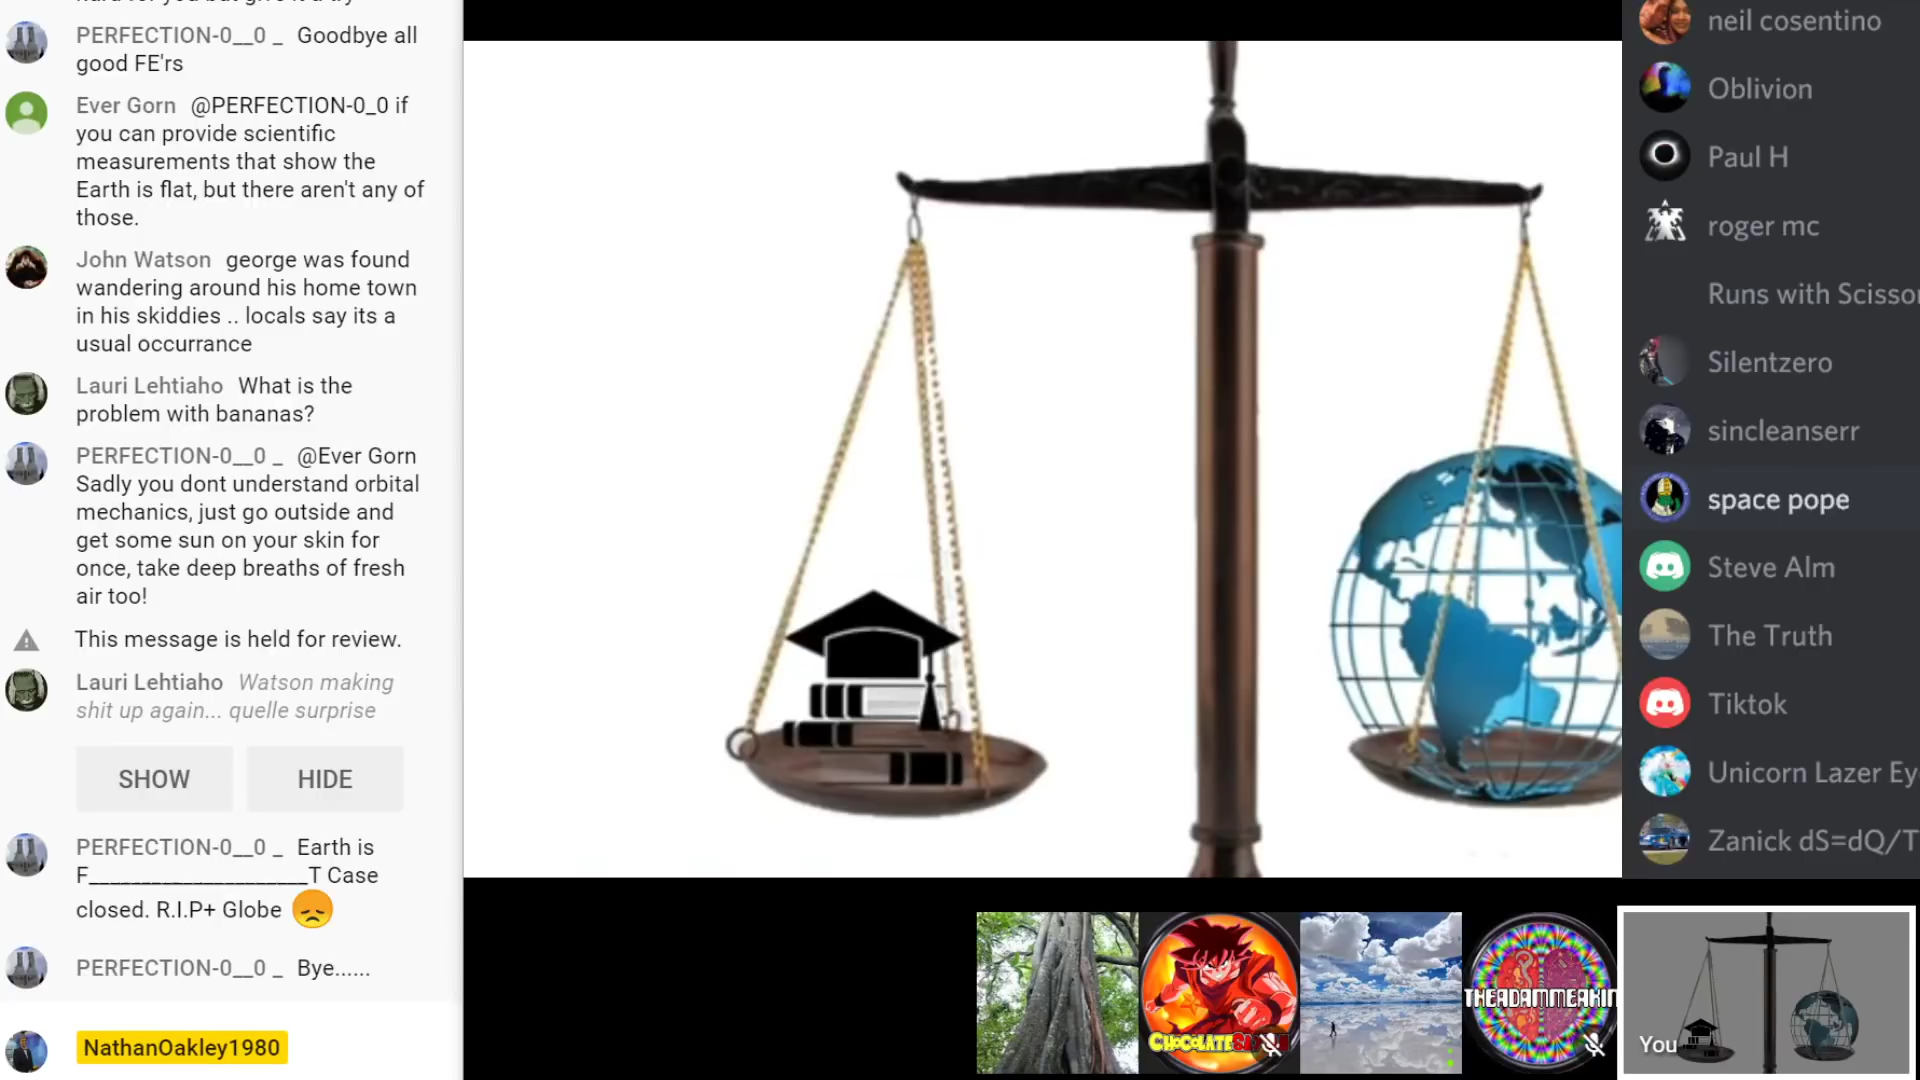 PERFECTION-0__0 _ Goodbye all
good FE'rs
Ever Gorn @PERFECTION-0_0 if
you can provide scientific
measurements that show the
Earth is flat, but there aren't any of
those.
John Watson george was found
wandering around his home town
in his skiddies .. locals say its a
usual occurrance
Lauri Lehtiaho What is the
problem with bananas?
PERFECTION-0__0 _ @Ever Gorn
Sadly you dont understand orbital
mechanics, just go outside and
get some sun on your skin for
once, take deep breaths of fresh
air too!
This message is held for review.
Lauri Lehtiaho Watson making
shit up again... quelle surprise
SHOW HIDE
PERFECTION-0__0 _ Earth is
F____________________T Case
closed. R.I.P+ Globe
PERFECTION-0__0 _ Bye......
NathanOakley1980
neil cosentino
Oblivion
Paul H
roger mc
Runs with Scissor
Silentzero
sincleanserr
space pope
Steve Alm
The Truth
Tiktok
Unicorn Lazer Ey
Zanick dS=dQ/T
THEADAMMEAKIN
You